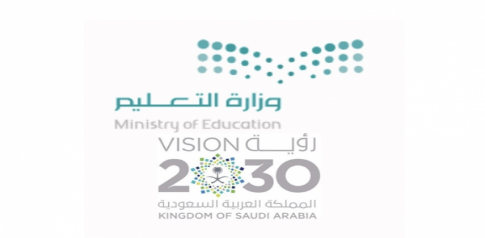 وزارة التعليم
Ministry of Education
VISION رؤية
2030
المملكة العربية السعودية
KINGDOM OF SAUDI ARABIA